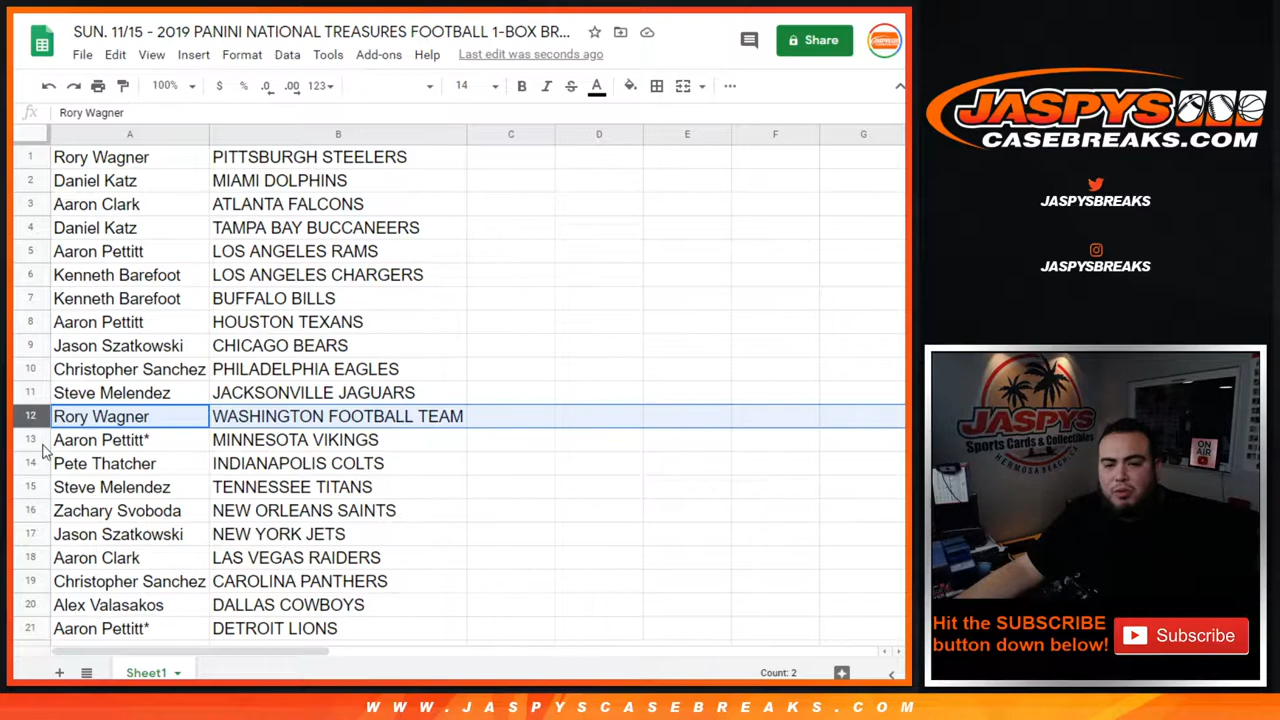 SUN. 11/15 - 2019 PANINI NATIONAL TREASURES FOOTBALL 1-BOX BR...
File Edit View Insert Format Data Tools Add-ons Help Last edit was seconds ago
Share
100% $ % .0 .00 123 14 B I S A
fx Rory Wagner
A B C D E F G
1 Rory Wagner PITTSBURGH STEELERS
2 Daniel Katz MIAMI DOLPHINS
3 Aaron Clark ATLANTA FALCONS
4 Daniel Katz TAMPA BAY BUCCANEERS
5 Aaron Pettitt LOS ANGELES RAMS
6 Kenneth Barefoot LOS ANGELES CHARGERS
7 Kenneth Barefoot BUFFALO BILLS
8 Aaron Pettitt HOUSTON TEXANS
9 Jason Szatkowski CHICAGO BEARS
10 Christopher Sanchez PHILADELPHIA EAGLES
11 Steve Melendez JACKSONVILLE JAGUARS
12 Rory Wagner WASHINGTON FOOTBALL TEAM
13 Aaron Pettitt* MINNESOTA VIKINGS
14 Pete Thatcher INDIANAPOLIS COLTS
15 Steve Melendez TENNESSEE TITANS
16 Zachary Svoboda NEW ORLEANS SAINTS
17 Jason Szatkowski NEW YORK JETS
18 Aaron Clark LAS VEGAS RAIDERS
19 Christopher Sanchez CAROLINA PANTHERS
20 Alex Valasakos DALLAS COWBOYS
21 Aaron Pettitt* DETROIT LIONS
Sheet1
Count: 2
JASPYS
CASEBREAKS.COM
JASPYSBREAKS
JASPYSBREAKS
JASPYS
Sports Cards & Collectibles
HERMOSA BEACH, CA
ON AIR
Hit the SUBSCRIBE
button down below!
Subscribe
WWW.JASPYSCASEBREAKS.COM